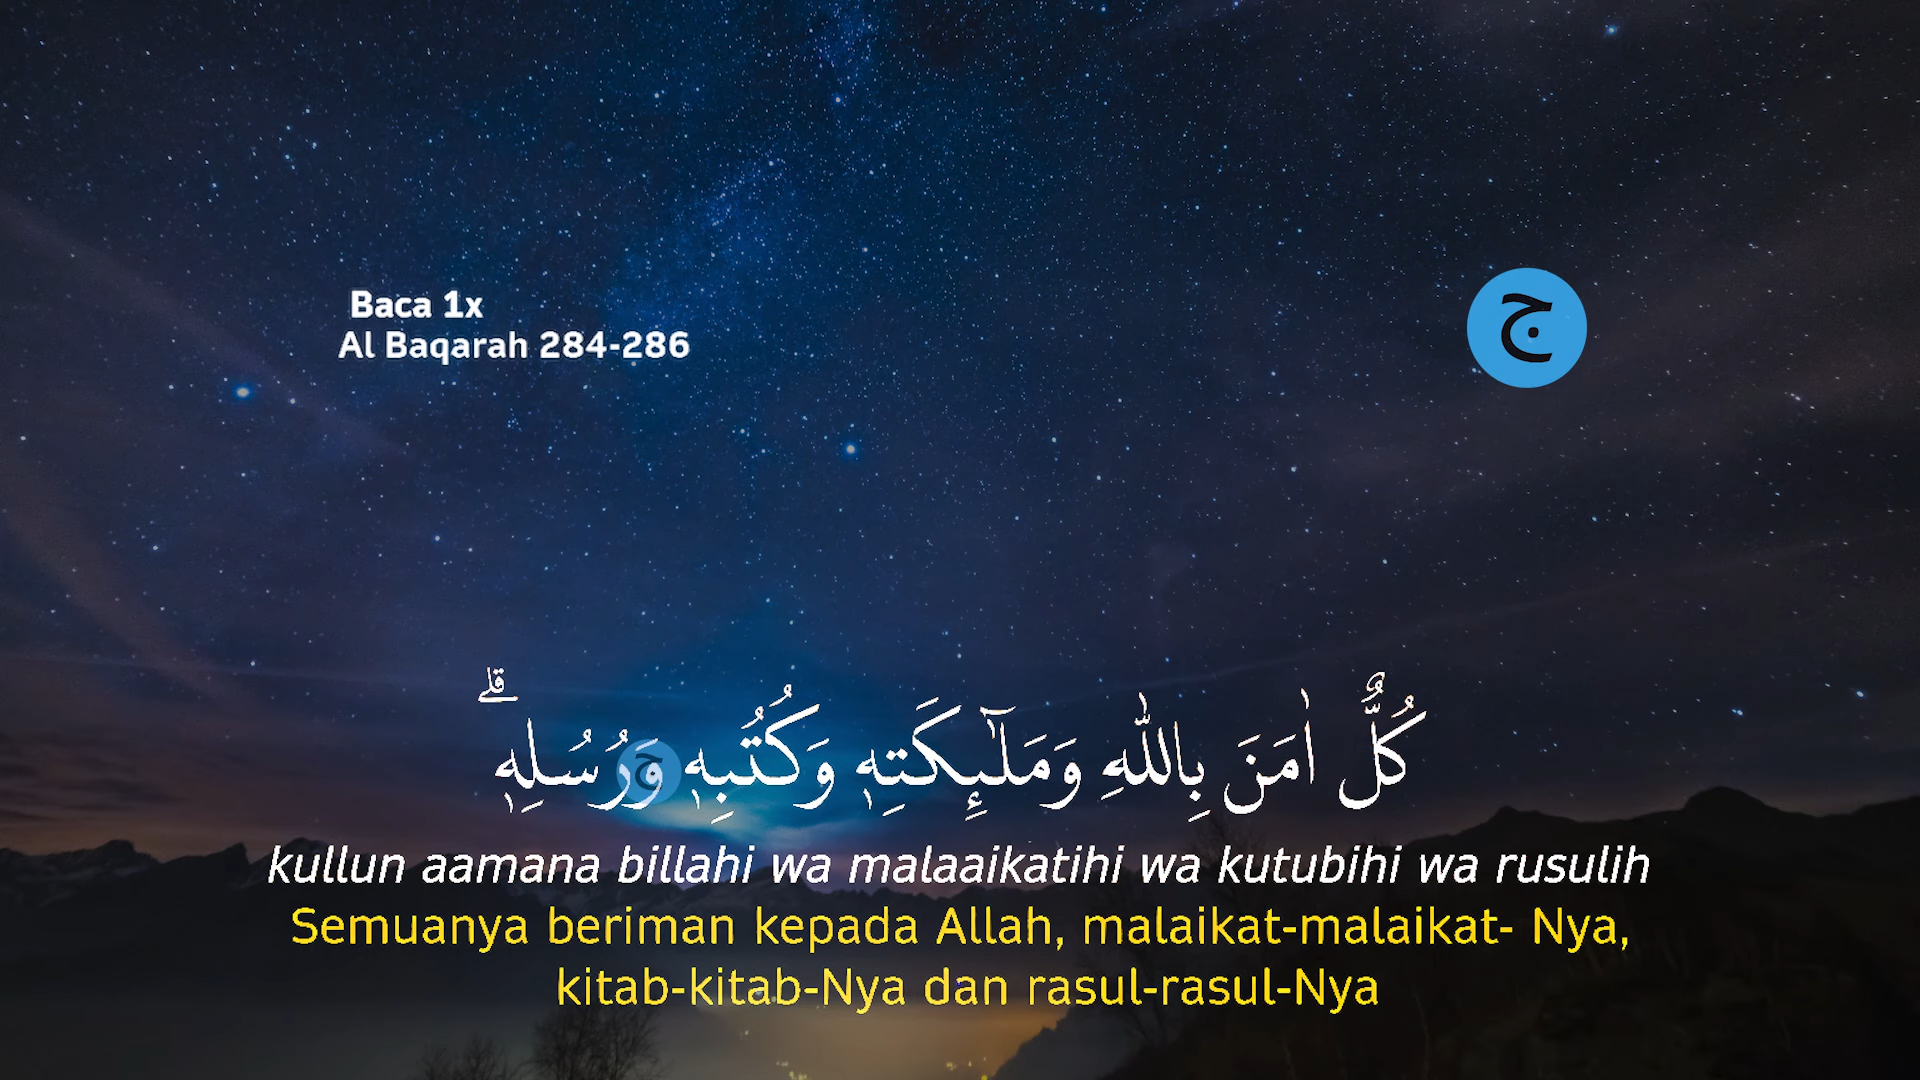 Baca 1x
Al Baqarah 284-286
ج
كُلٌّ اٰمَنَ بِاللّٰهِ وَمَلٰۤىِٕكَتِهٖ وَكُتُبِهٖ وَرُسُلِهٖۗ
kullun aamana billahi wa malaaikatihi wa kutubihi wa rusulih
Semuanya beriman kepada Allah, malaikat-malaikat- Nya,
kitab-kitab-Nya dan rasul-rasul-Nya